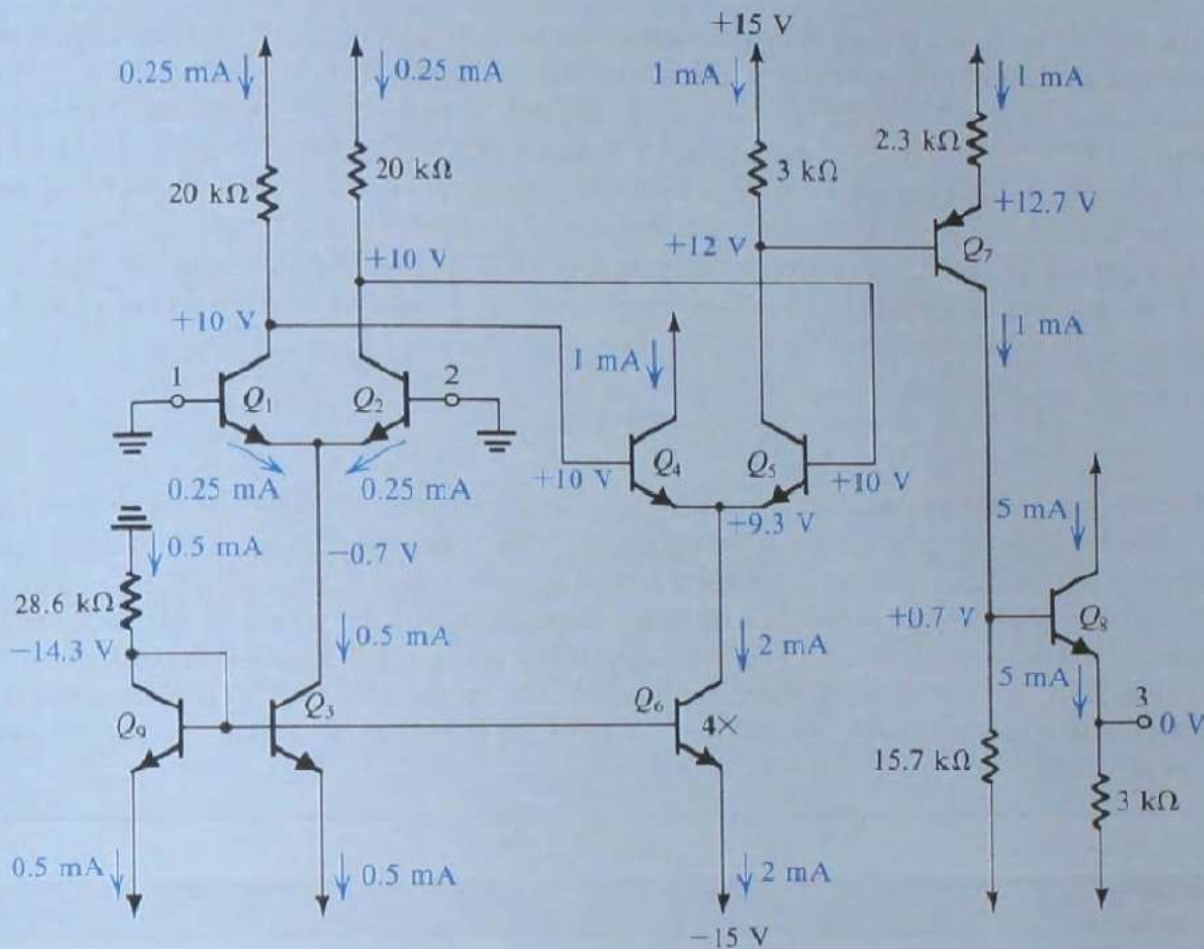 +15 V
0.25 mA
0.25 mA
1 mA
1 mA
20 kΩ
20 kΩ
3 kΩ
2.3 kΩ
+12.7 V
+10 V
+12 V
Q7
+10 V
1 mA
1 mA
1
Q1
Q2
2
+10 V
Q4
Q5
+10 V
0.25 mA
0.25 mA
+9.3 V
5 mA
0.5 mA
−0.7 V
28.6 kΩ
+0.7 V
Q8
−14.3 V
0.5 mA
2 mA
5 mA
3
0 V
Q9
Q3
Q6
4×
15.7 kΩ
3 kΩ
0.5 mA
0.5 mA
2 mA
−15 V